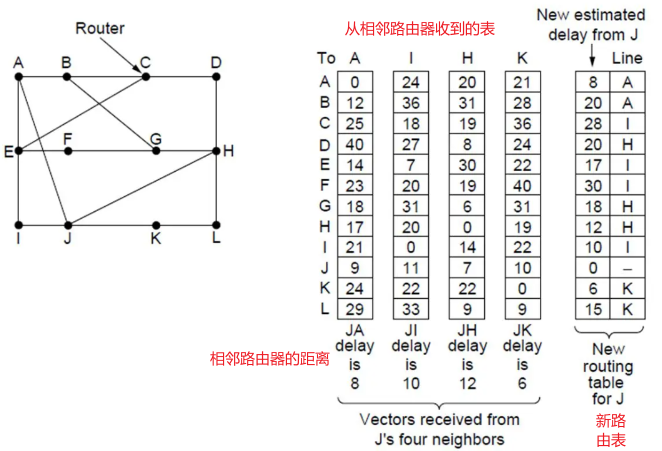 Router
A B C D
E F G H
I J K L
从相邻路由器收到的表
New estimated
delay from J
To A I H K Line
A 0 24 20 21 8 A
B 12 36 31 28 20 A
C 25 18 19 36 28 I
D 40 27 8 24 20 H
E 14 7 30 22 17 I
F 23 20 19 40 30 I
G 18 31 6 31 18 H
H 17 20 0 19 12 H
I 21 0 14 22 10 I
J 9 11 7 10 0 –
K 24 22 22 0 6 K
L 29 33 9 9 15 K
相邻路由器的距离
JA JI JH JK
delay delay delay delay
is is is is
8 10 12 6
Vectors received from
J's four neighbors
New
routing
table
for J
新路
由表